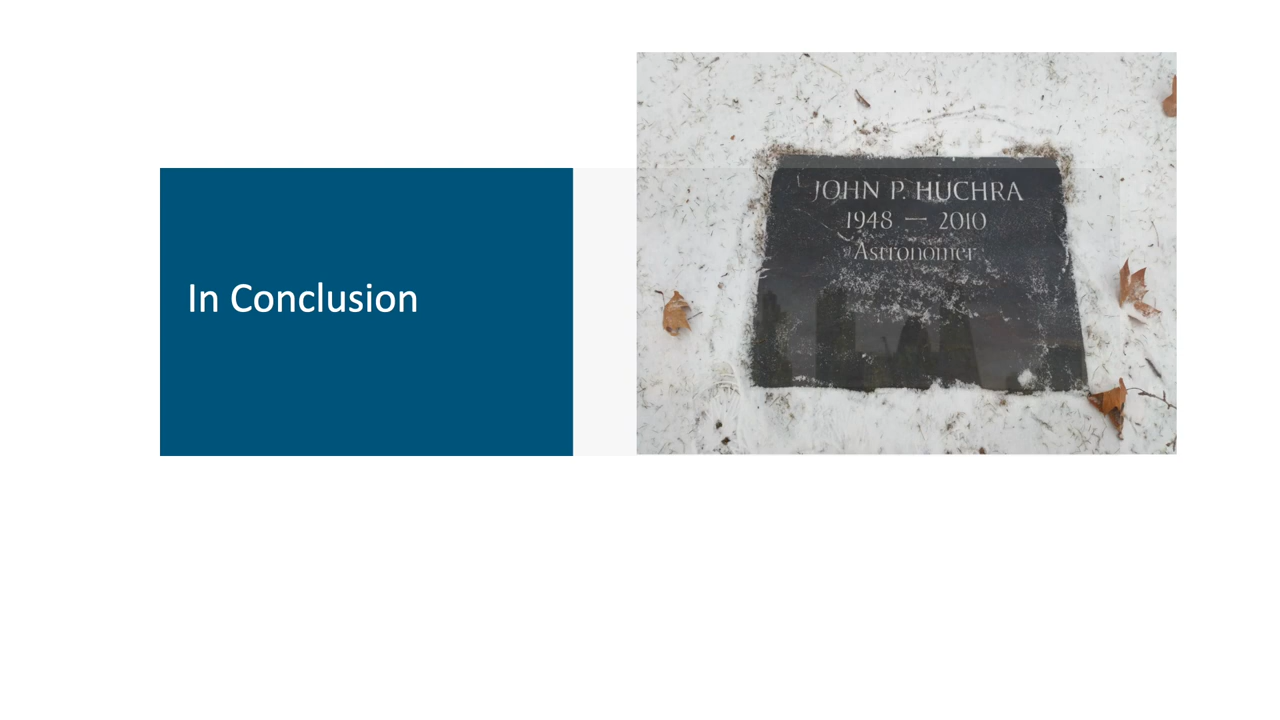 In Conclusion
JOHN P. HUCHRA
1948 — 2010
Astronomer